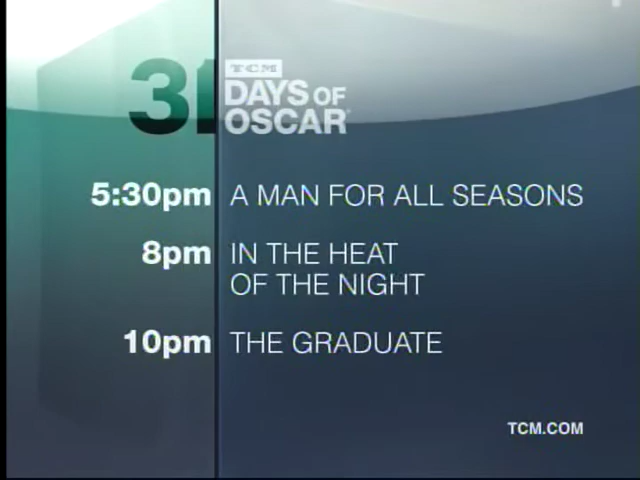 31 TCM
DAYS OF
OSCAR®
5:30pm A MAN FOR ALL SEASONS
8pm IN THE HEAT
OF THE NIGHT
10pm THE GRADUATE
TCM.COM